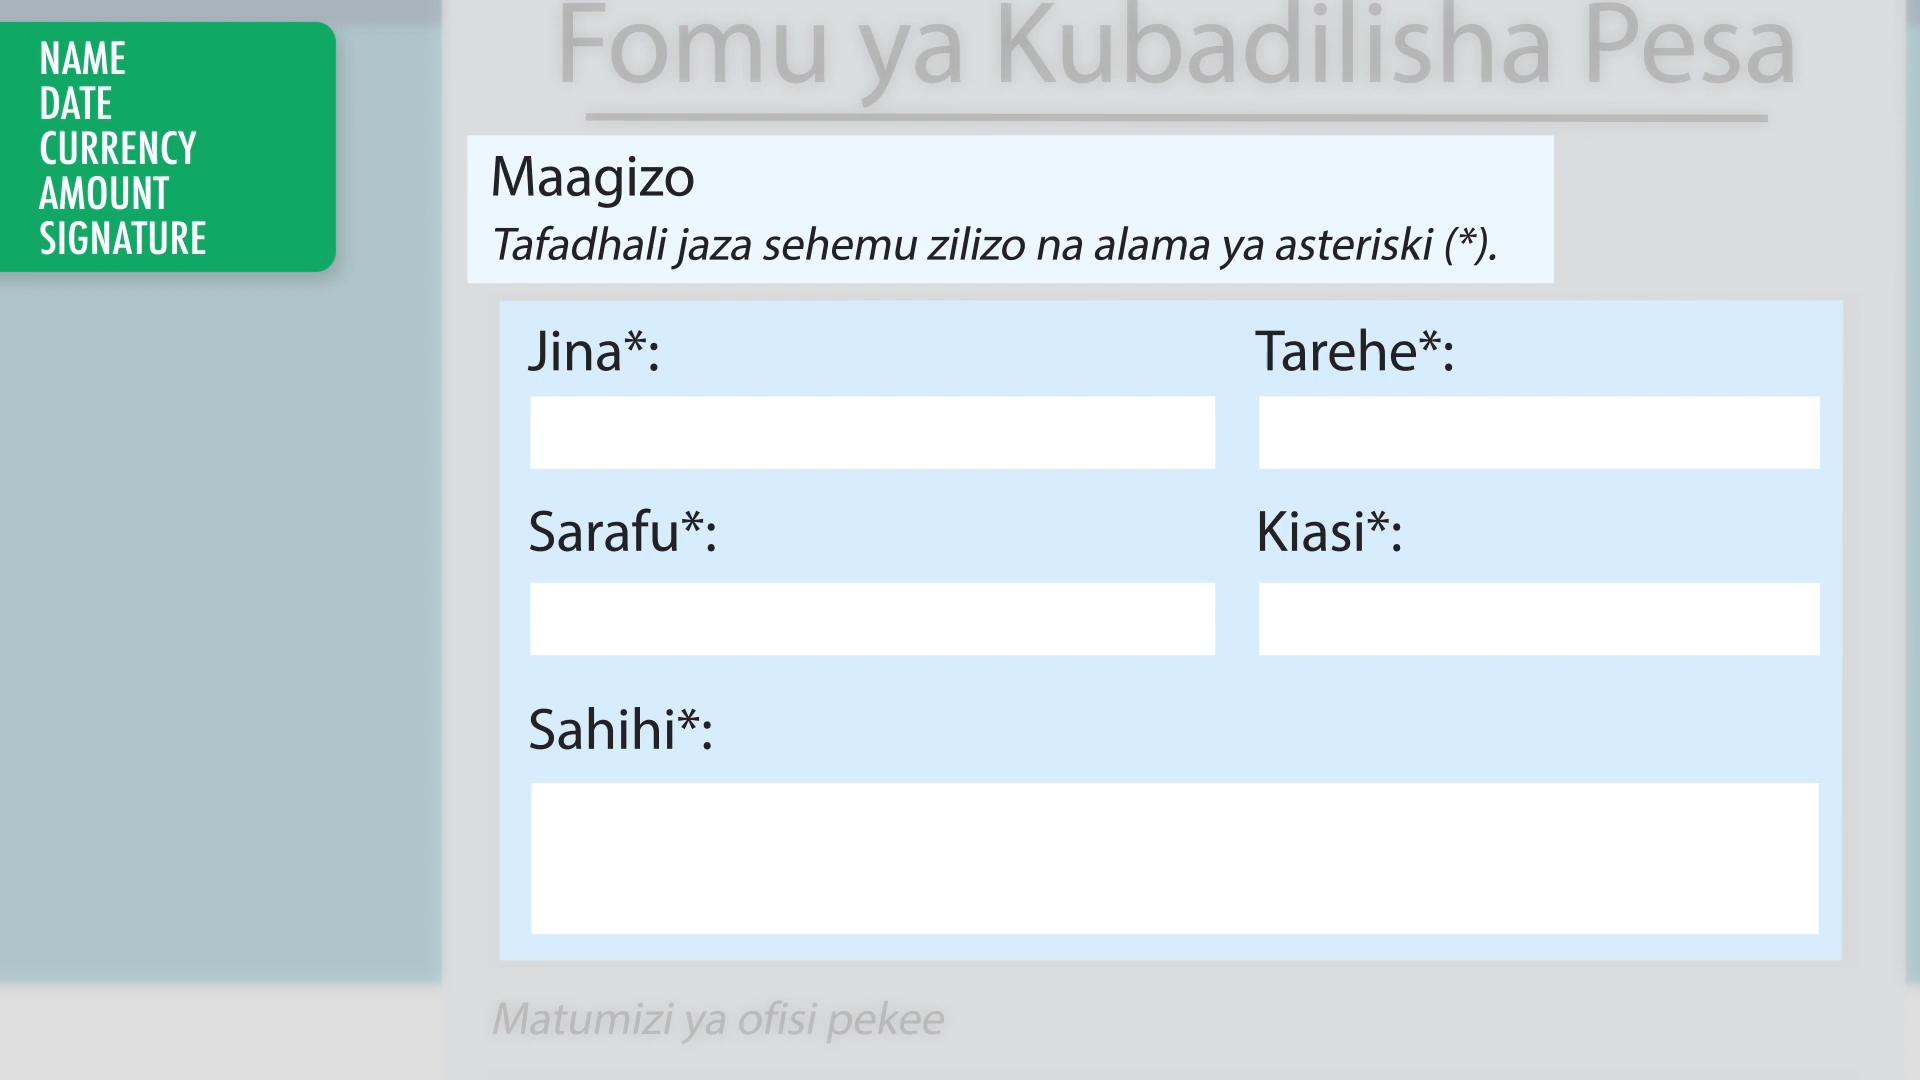 NAME
DATE
CURRENCY
AMOUNT
SIGNATURE
Fomu ya Kubadilisha Pesa
Maagizo
Tafadhali jaza sehemu zilizo na alama ya asteriski (*).
Jina*:
Tarehe*:
Sarafu*:
Kiasi*:
Sahihi*:
Matumizi ya ofisi pekee